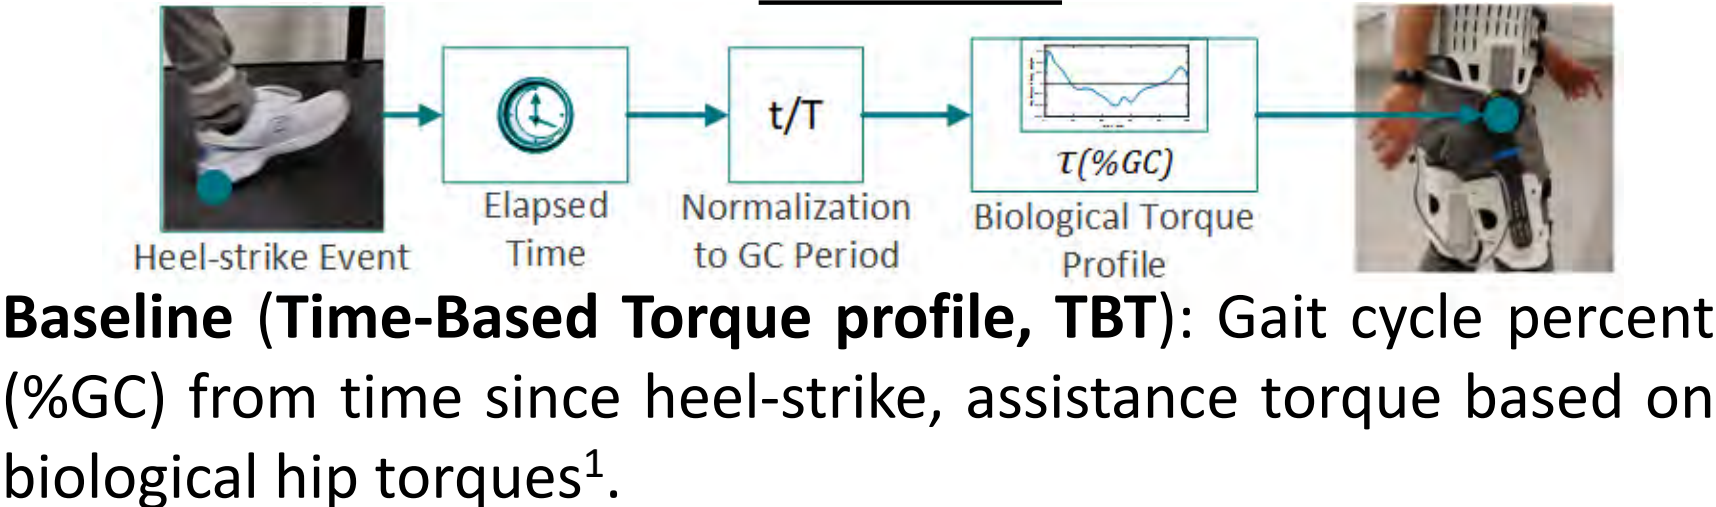 t/T
τ(%GC)
Elapsed
Time
Normalization
to GC Period
Biological Torque
Profile
Heel-strike Event
Baseline (Time-Based Torque profile, TBT): Gait cycle percent
(%GC) from time since heel-strike, assistance torque based on
biological hip torques¹.